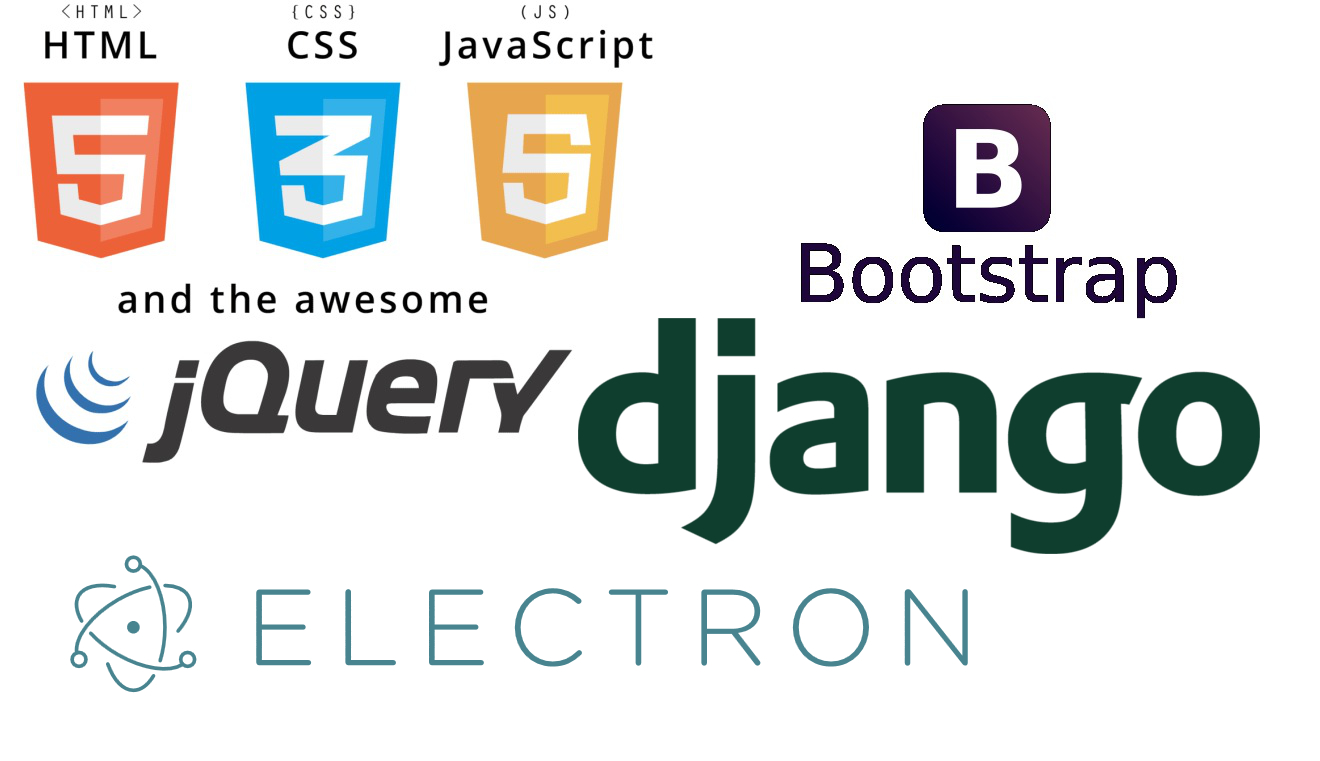 <HTML> {CSS} (JS)
HTML CSS JavaScript
5 3 5
B
Bootstrap
and the awesome
jQuery
django
ELECTRON